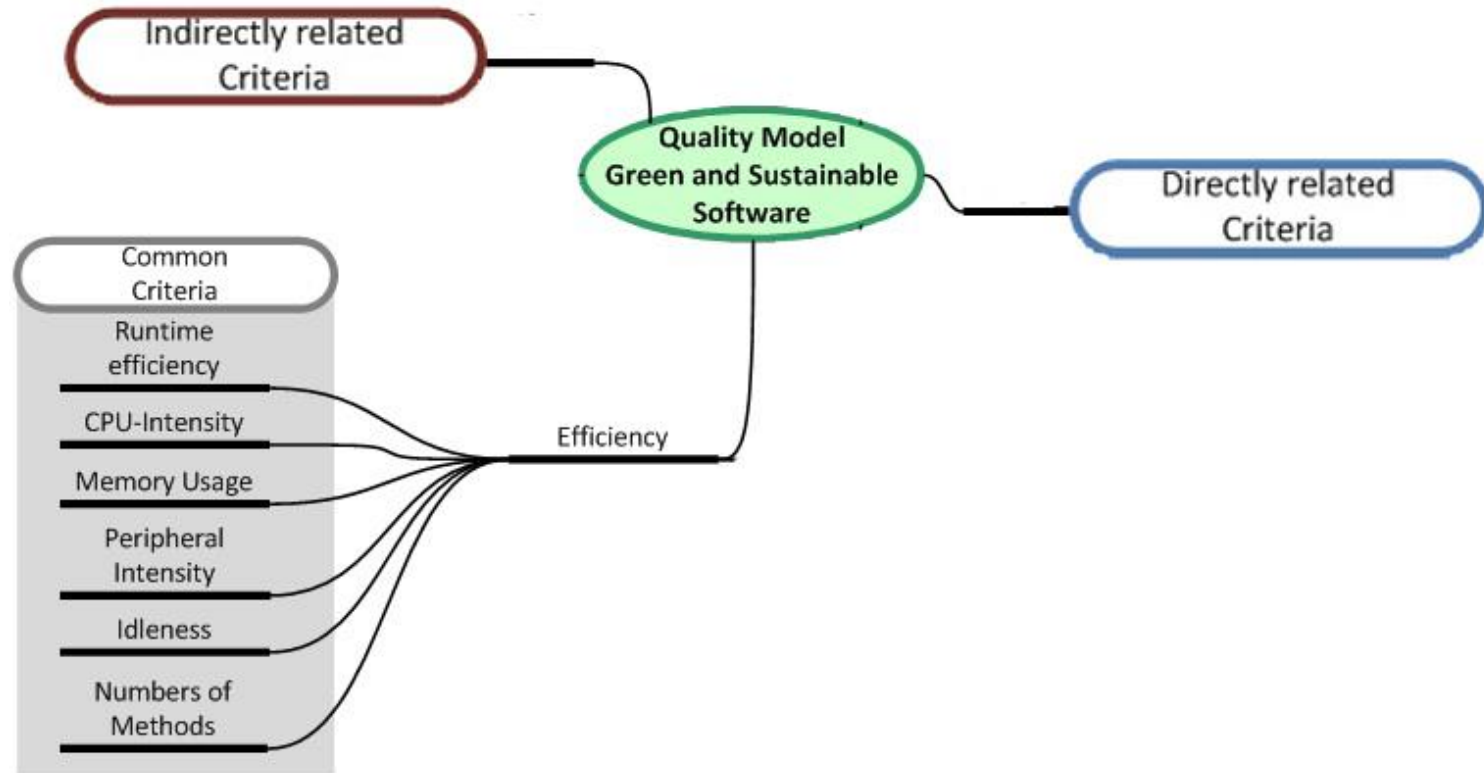 Indirectly related
Criteria
Quality Model
Green and Sustainable
Software
Directly related
Criteria
Common
Criteria
Runtime
efficiency
CPU-Intensity
Memory Usage
Peripheral
Intensity
Idleness
Numbers of
Methods
Efficiency